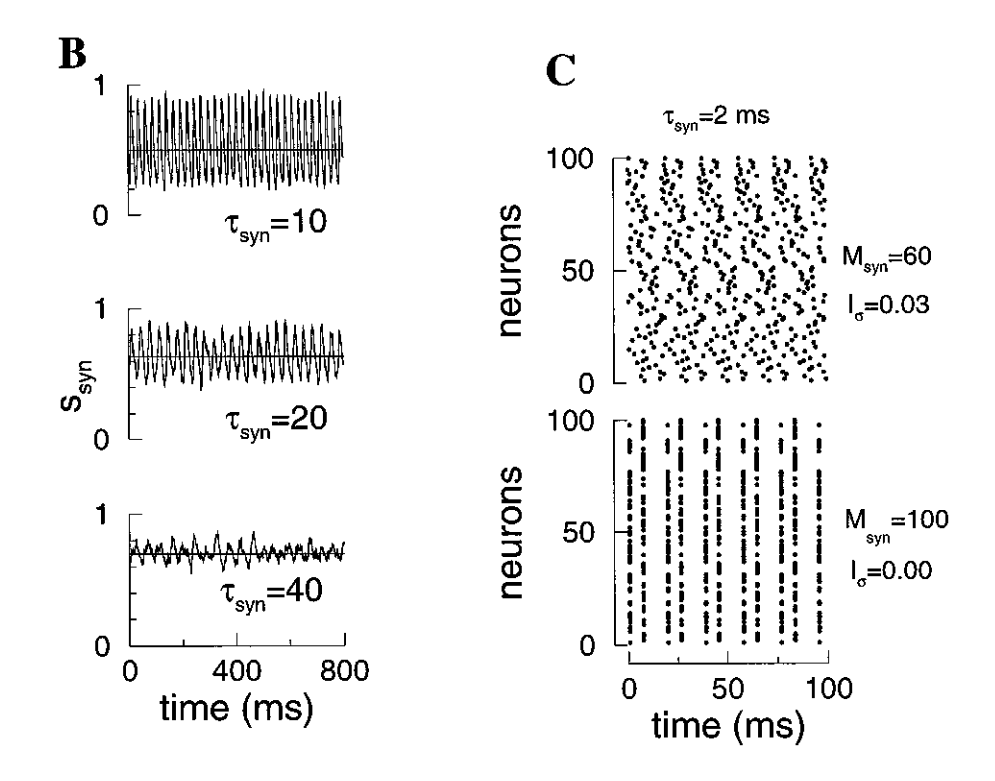 B
1
0
τsyn=10
1
0
τsyn=20
ssyn
1
0
τsyn=40
0 400 800
time (ms)
C
τsyn=2 ms
100
50
0
neurons
Msyn=60
Iσ=0.03
100
50
0
neurons
Msyn=100
Iσ=0.00
0 50 100
time (ms)